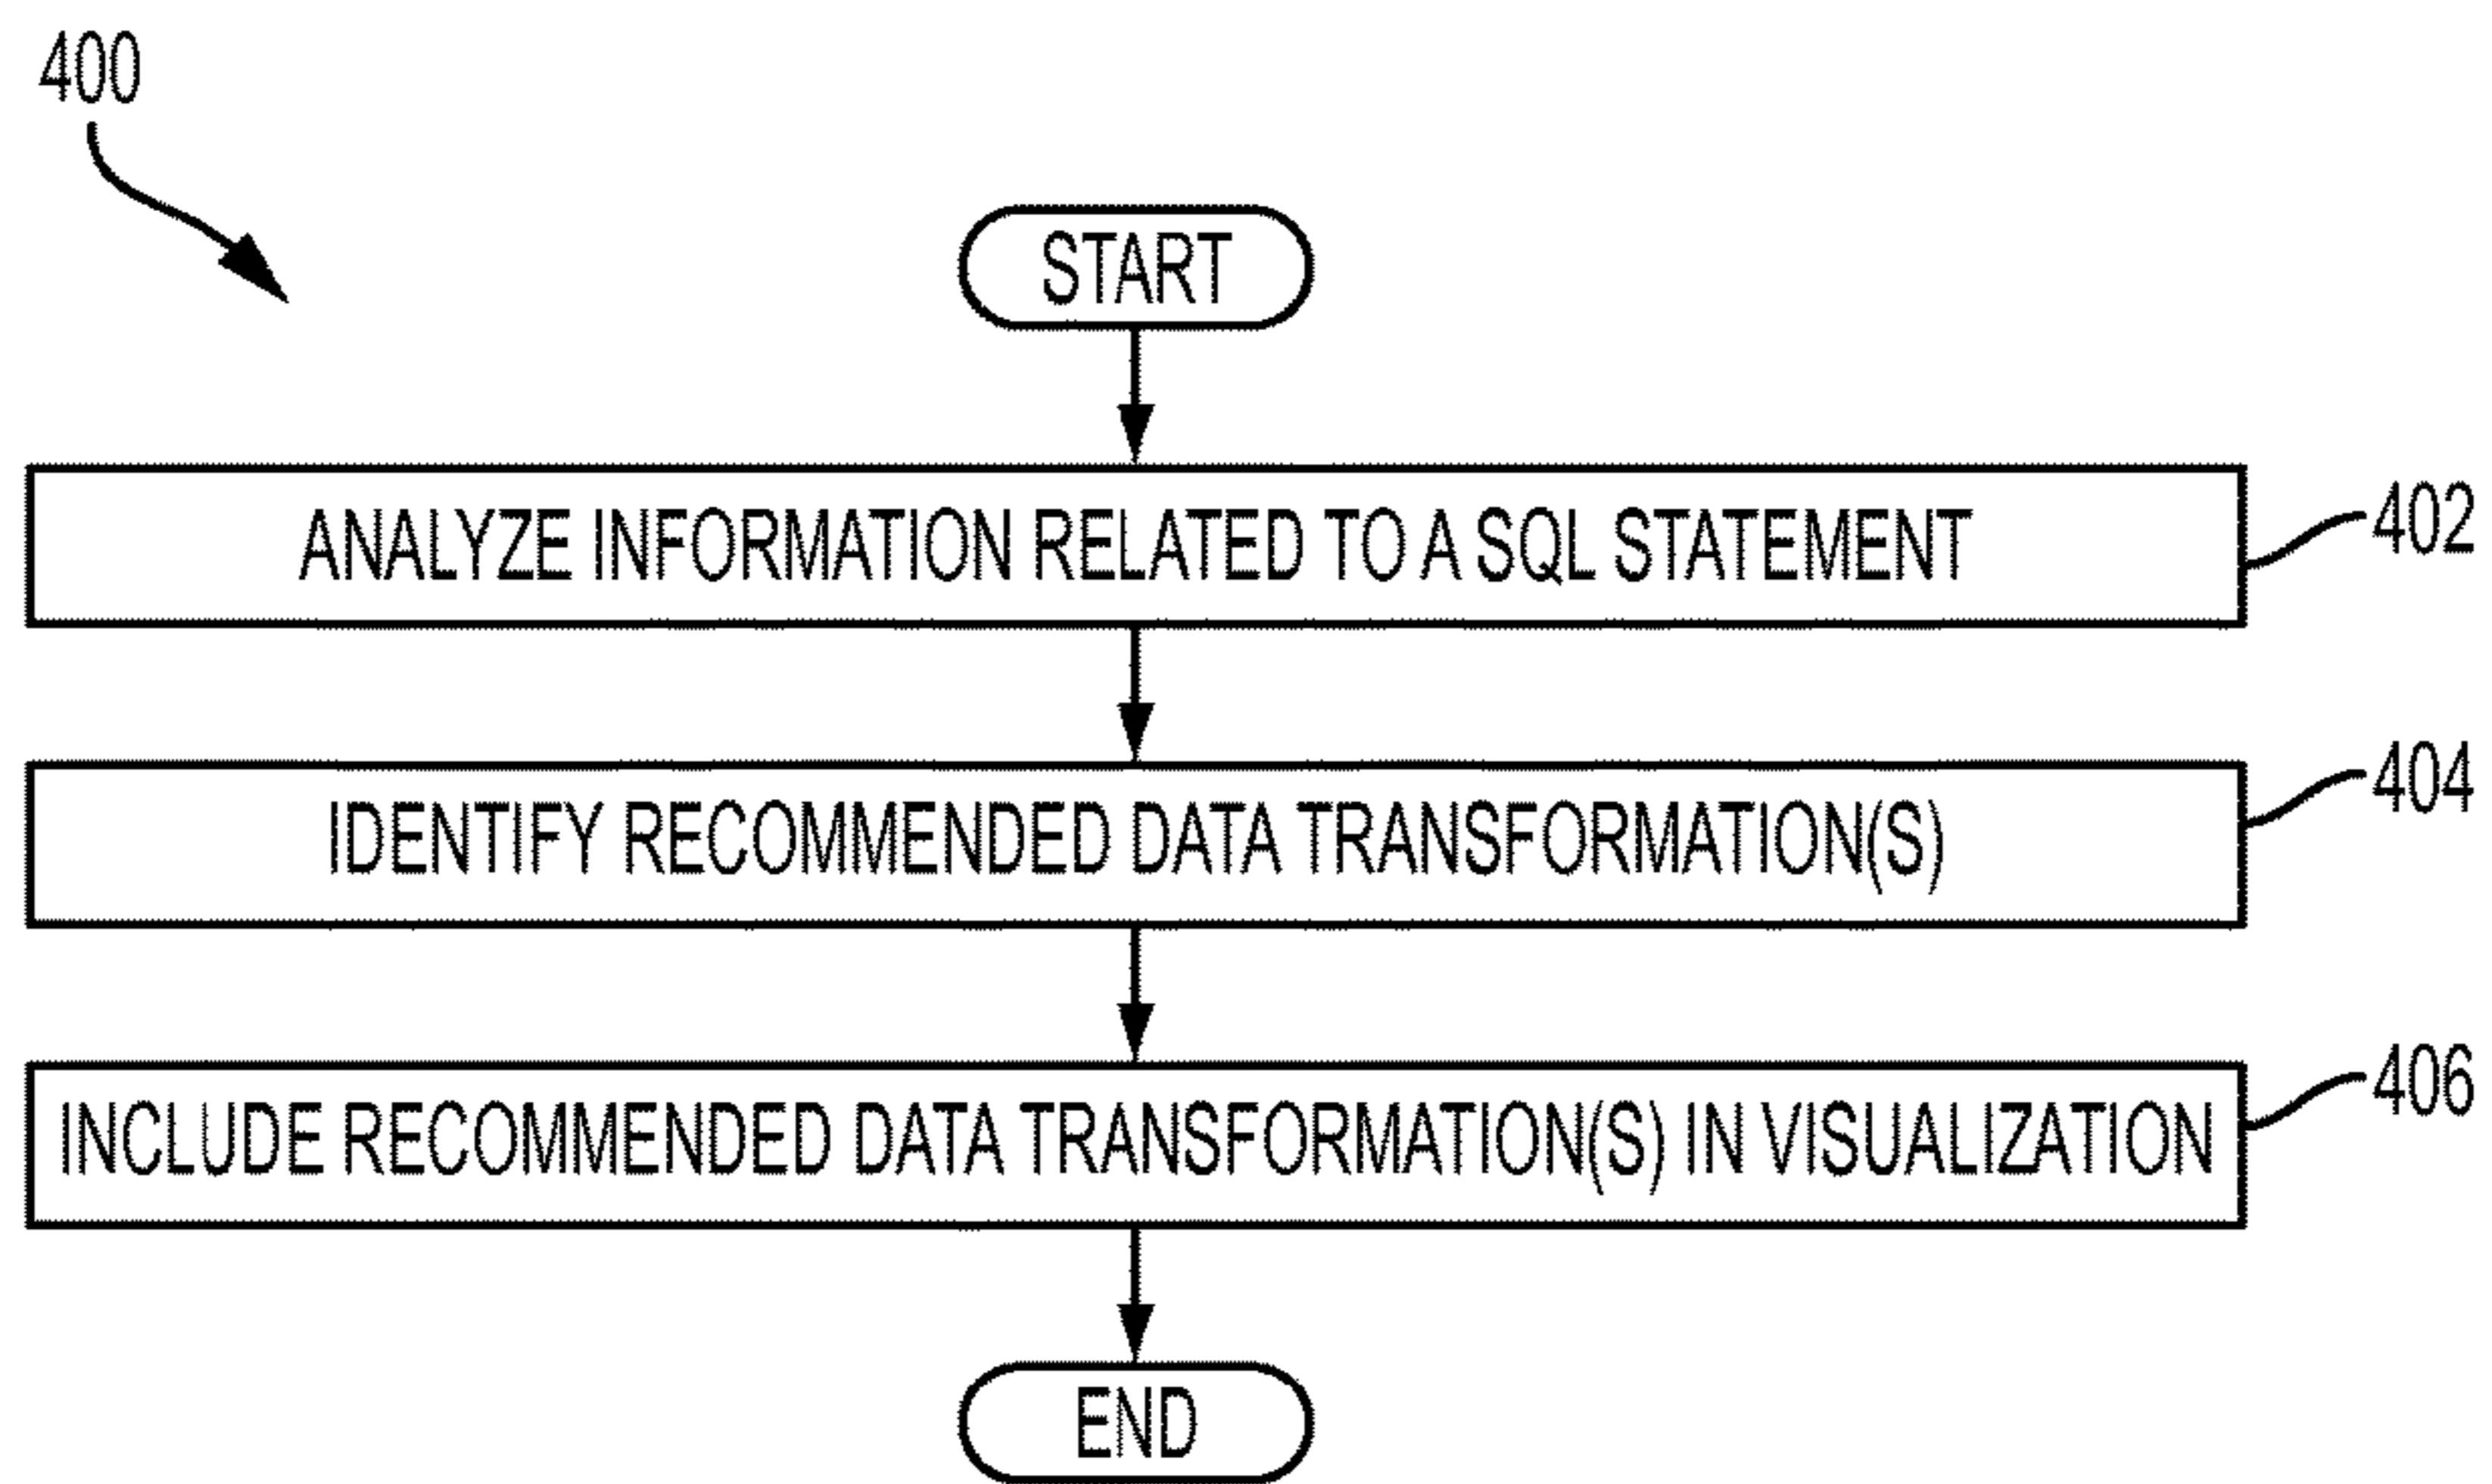 400
START
ANALYZE INFORMATION RELATED TO A SQL STATEMENT
402
IDENTIFY RECOMMENDED DATA TRANSFORMATION(S)
404
INCLUDE RECOMMENDED DATA TRANSFORMATION(S) IN VISUALIZATION
406
END